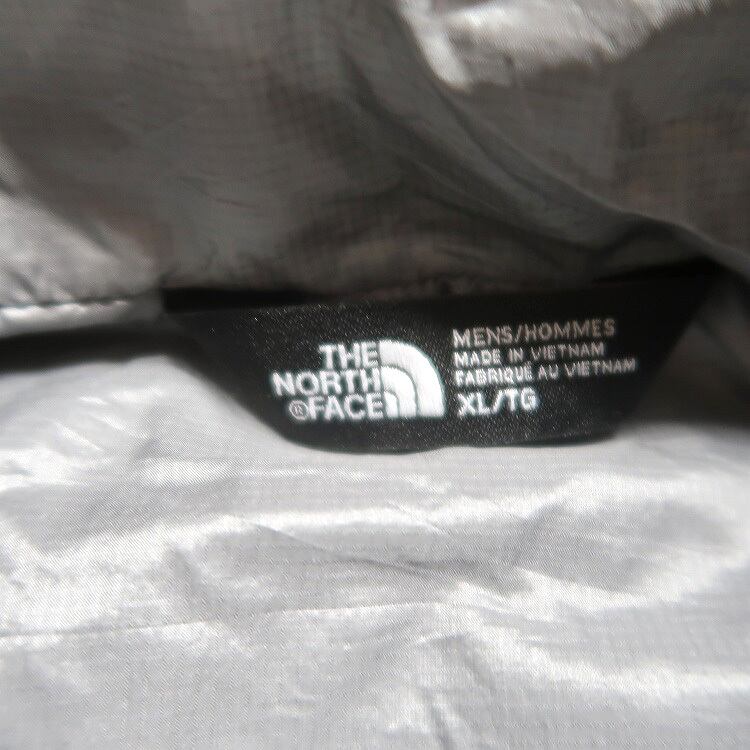 THE
NORTH
®FACE
MENS/HOMMES
MADE IN VIETNAM
FABRIQUÉ AU VIETNAM
XL/TG